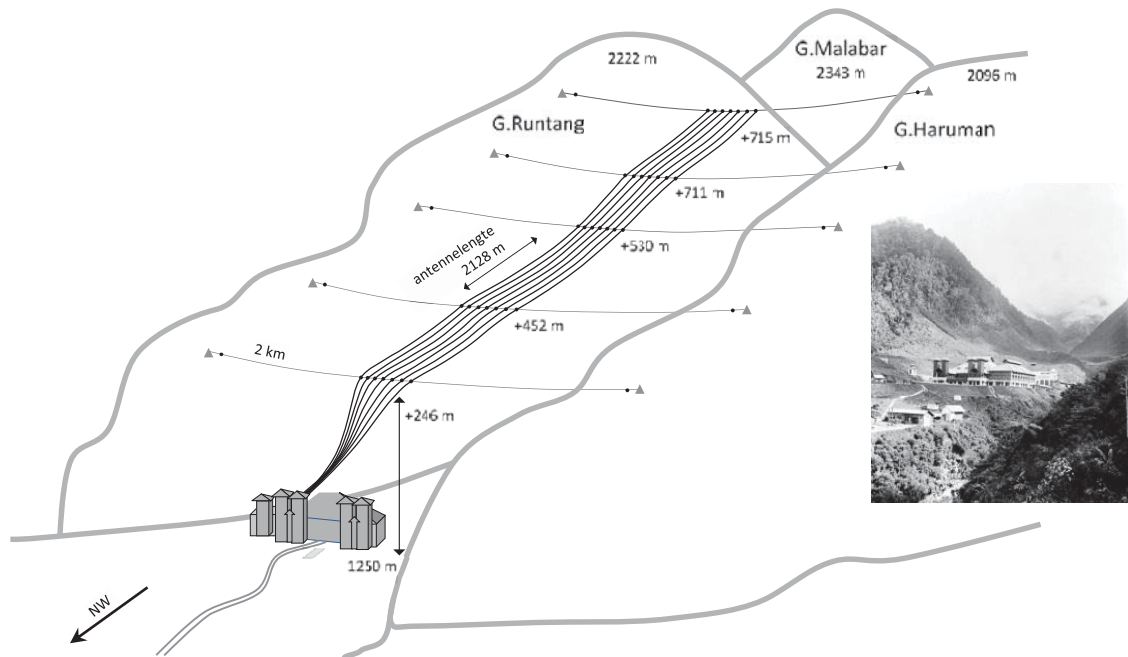 2222 m
G.Malabar
2343 m
2096 m
G.Runtang
G.Haruman
+715 m
+711 m
+530 m
antennelengte
2128 m
+452 m
2 km
+246 m
1250 m
NW